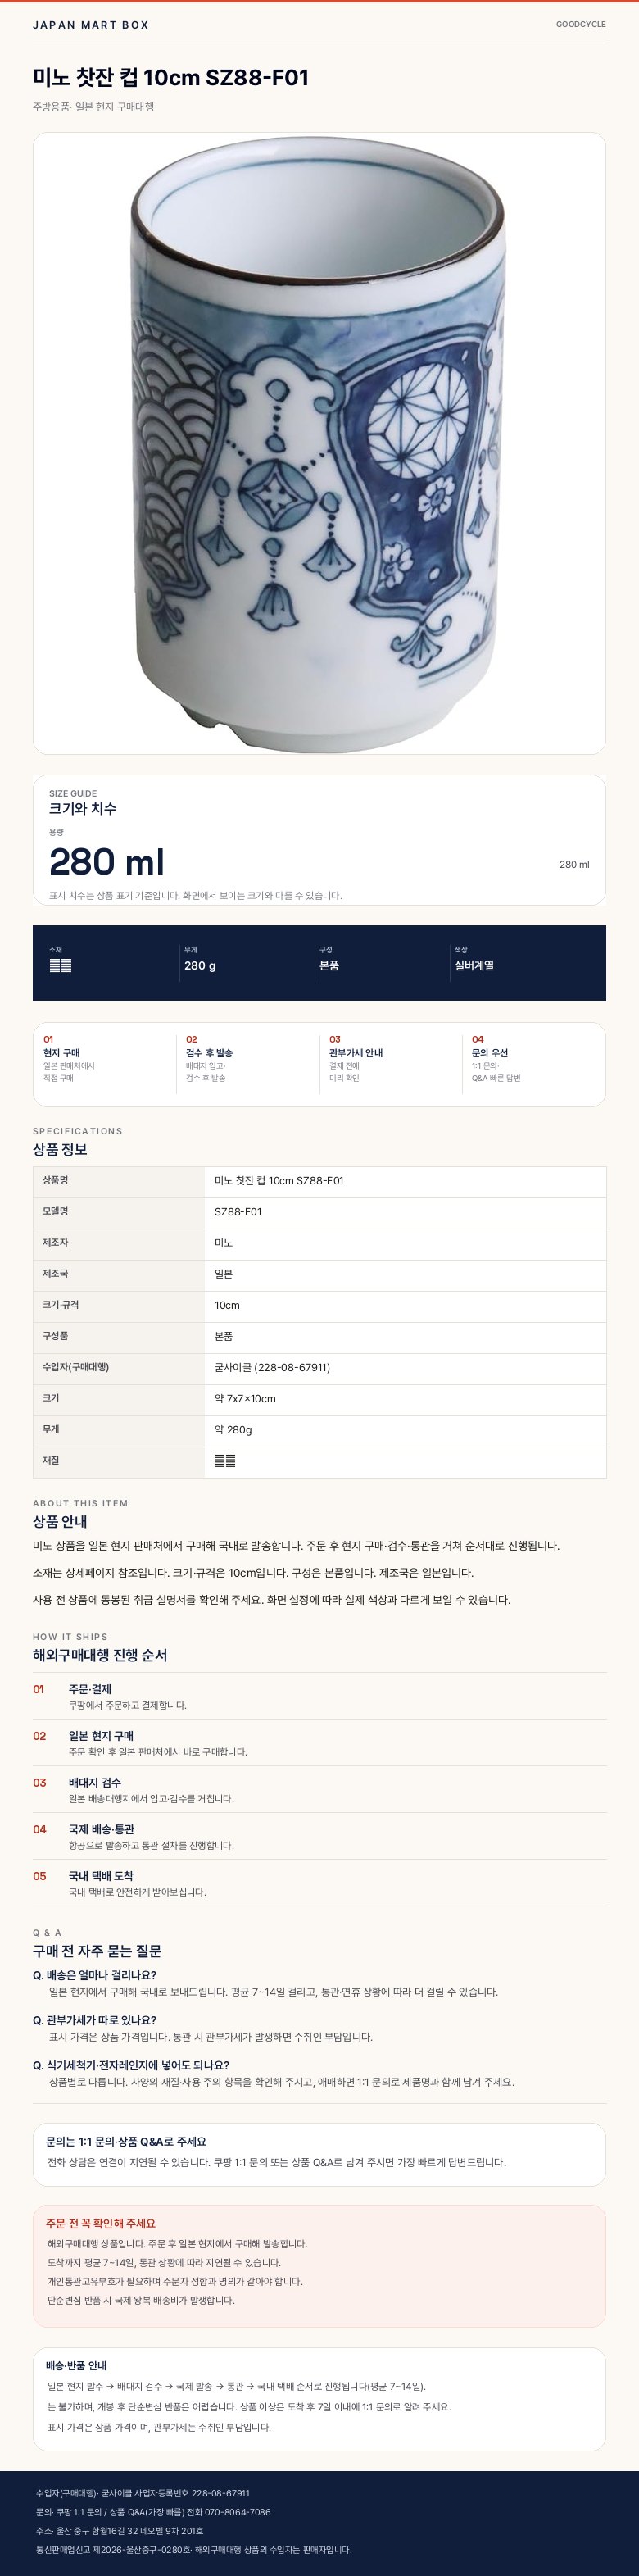 JAPAN MART BOX
GOODCYCLE
미노 찻잔 컵 10cm SZ88-F01
주방용품· 일본 현지 구매대행
SIZE GUIDE
크기와 치수
용량
280 ml
280 ml
표시 치수는 상품 표기 기준입니다. 화면에서 보이는 크기와 다를 수 있습니다.
소재
무게
280 g
구성
본품
색상
실버계열
01
현지 구매
일본 판매처에서
직접 구매
02
검수 후 발송
배대지 입고·
검수 후 발송
03
관부가세 안내
결제 전에
미리 확인
04
문의 우선
1:1 문의·
Q&A 빠른 답변
SPECIFICATIONS
상품 정보
상품명 미노 찻잔 컵 10cm SZ88-F01
모델명 SZ88-F01
제조자 미노
제조국 일본
크기·규격 10cm
구성품 본품
수입자(구매대행) 굳사이클 (228-08-67911)
크기 약 7x7×10cm
무게 약 280g
재질
ABOUT THIS ITEM
상품 안내
미노 상품을 일본 현지 판매처에서 구매해 국내로 발송합니다. 주문 후 현지 구매·검수·통관을 거쳐 순서대로 진행됩니다.
소재는 상세페이지 참조입니다. 크기·규격은 10cm입니다. 구성은 본품입니다. 제조국은 일본입니다.
사용 전 상품에 동봉된 취급 설명서를 확인해 주세요. 화면 설정에 따라 실제 색상과 다르게 보일 수 있습니다.
HOW IT SHIPS
해외구매대행 진행 순서
01 주문·결제
쿠팡에서 주문하고 결제합니다.
02 일본 현지 구매
주문 확인 후 일본 판매처에서 바로 구매합니다.
03 배대지 검수
일본 배송대행지에서 입고·검수를 거칩니다.
04 국제 배송·통관
항공으로 발송하고 통관 절차를 진행합니다.
05 국내 택배 도착
국내 택배로 안전하게 받아보십니다.
Q & A
구매 전 자주 묻는 질문
Q. 배송은 얼마나 걸리나요?
일본 현지에서 구매해 국내로 보내드립니다. 평균 7~14일 걸리고, 통관·연휴 상황에 따라 더 걸릴 수 있습니다.
Q. 관부가세가 따로 있나요?
표시 가격은 상품 가격입니다. 통관 시 관부가세가 발생하면 수취인 부담입니다.
Q. 식기세척기·전자레인지에 넣어도 되나요?
상품별로 다릅니다. 사양의 재질·사용 주의 항목을 확인해 주시고, 애매하면 1:1 문의로 제품명과 함께 남겨 주세요.
문의는 1:1 문의·상품 Q&A로 주세요
전화 상담은 연결이 지연될 수 있습니다. 쿠팡 1:1 문의 또는 상품 Q&A로 남겨 주시면 가장 빠르게 답변드립니다.
주문 전 꼭 확인해 주세요
해외구매대행 상품입니다. 주문 후 일본 현지에서 구매해 발송합니다.
도착까지 평균 7~14일, 통관 상황에 따라 지연될 수 있습니다.
개인통관고유부호가 필요하며 주문자 성함과 명의가 같아야 합니다.
단순변심 반품 시 국제 왕복 배송비가 발생합니다.
배송·반품 안내
일본 현지 발주 → 배대지 검수 → 국제 발송 → 통관 → 국내 택배 순서로 진행됩니다(평균 7~14일).
는 불가하며, 개봉 후 단순변심 반품은 어렵습니다. 상품 이상은 도착 후 7일 이내에 1:1 문의로 알려 주세요.
표시 가격은 상품 가격이며, 관부가세는 수취인 부담입니다.
수입자(구매대행)· 굳사이클 사업자등록번호 228-08-67911
문의· 쿠팡 1:1 문의 / 상품 Q&A(가장 빠름) 전화 070-8064-7086
주소· 울산 중구 함월16길 32 네오빌 9차 201호
통신판매업신고 제2026-울산중구-0280호· 해외구매대행 상품의 수입자는 판매자입니다.